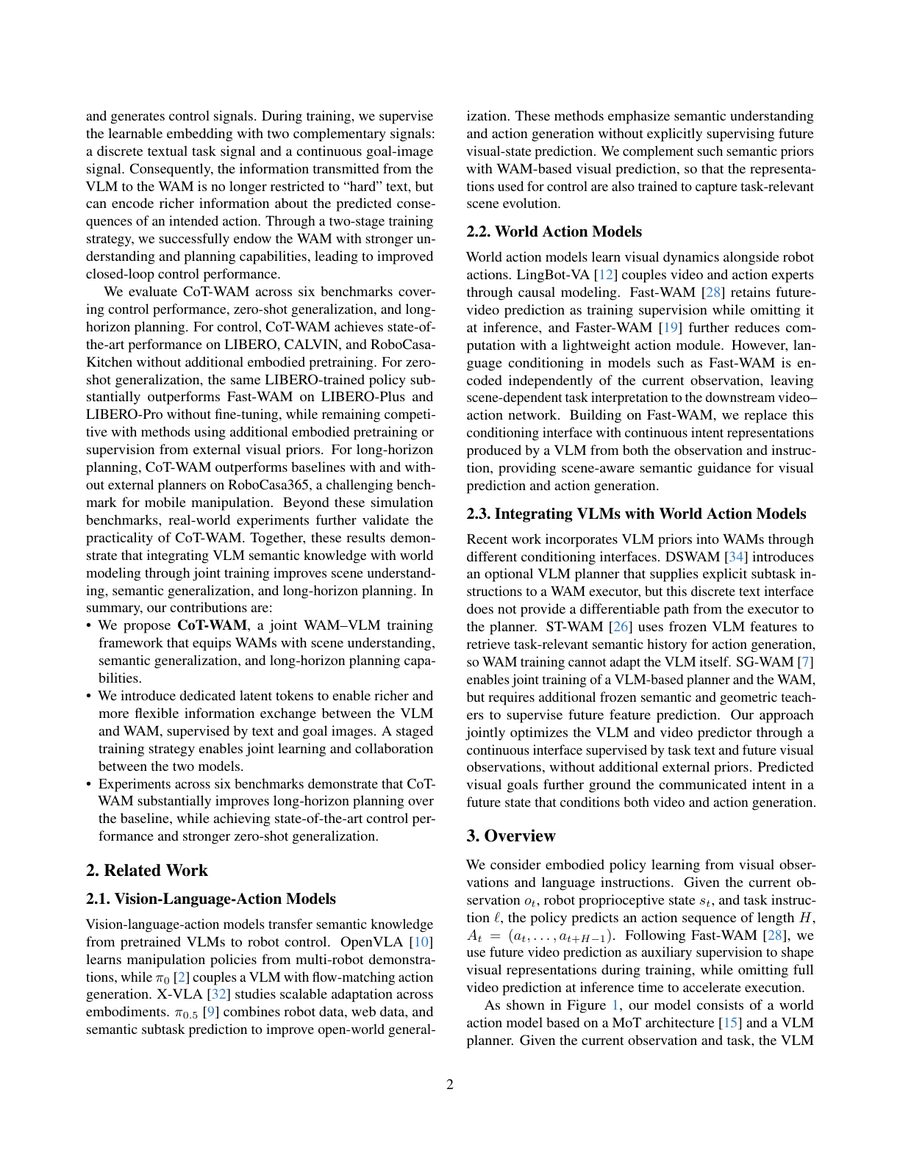 and generates control signals. During training, we supervise
the learnable embedding with two complementary signals:
a discrete textual task signal and a continuous goal-image
signal. Consequently, the information transmitted from the
VLM to the WAM is no longer restricted to “hard” text, but
can encode richer information about the predicted conse-
quences of an intended action. Through a two-stage training
strategy, we successfully endow the WAM with stronger un-
derstanding and planning capabilities, leading to improved
closed-loop control performance.
We evaluate CoT-WAM across six benchmarks cover-
ing control performance, zero-shot generalization, and long-
horizon planning. For control, CoT-WAM achieves state-of-
the-art performance on LIBERO, CALVIN, and RoboCasa-
Kitchen without additional embodied pretraining. For zero-
shot generalization, the same LIBERO-trained policy sub-
stantially outperforms Fast-WAM on LIBERO-Plus and
LIBERO-Pro without fine-tuning, while remaining competi-
tive with methods using additional embodied pretraining or
supervision from external visual priors. For long-horizon
planning, CoT-WAM outperforms baselines with and with-
out external planners on RoboCasa365, a challenging bench-
mark for mobile manipulation. Beyond these simulation
benchmarks, real-world experiments further validate the
practicality of CoT-WAM. Together, these results demon-
strate that integrating VLM semantic knowledge with world
modeling through joint training improves scene understand-
ing, semantic generalization, and long-horizon planning. In
summary, our contributions are:
• We propose CoT-WAM, a joint WAM–VLM training
framework that equips WAMs with scene understanding,
semantic generalization, and long-horizon planning capa-
bilities.
• We introduce dedicated latent tokens to enable richer and
more flexible information exchange between the VLM
and WAM, supervised by text and goal images. A staged
training strategy enables joint learning and collaboration
between the two models.
• Experiments across six benchmarks demonstrate that CoT-
WAM substantially improves long-horizon planning over
the baseline, while achieving state-of-the-art control per-
formance and stronger zero-shot generalization.
2. Related Work
2.1. Vision-Language-Action Models
Vision-language-action models transfer semantic knowledge
from pretrained VLMs to robot control. OpenVLA [10]
learns manipulation policies from multi-robot demonstra-
tions, while π0 [2] couples a VLM with flow-matching action
generation. X-VLA [32] studies scalable adaptation across
embodiments. π0.5 [9] combines robot data, web data, and
semantic subtask prediction to improve open-world general-
ization. These methods emphasize semantic understanding
and action generation without explicitly supervising future
visual-state prediction. We complement such semantic priors
with WAM-based visual prediction, so that the representa-
tions used for control are also trained to capture task-relevant
scene evolution.
2.2. World Action Models
World action models learn visual dynamics alongside robot
actions. LingBot-VA [12] couples video and action experts
through causal modeling. Fast-WAM [28] retains future-
video prediction as training supervision while omitting it
at inference, and Faster-WAM [19] further reduces com-
putation with a lightweight action module. However, lan-
guage conditioning in models such as Fast-WAM is en-
coded independently of the current observation, leaving
scene-dependent task interpretation to the downstream video–
action network. Building on Fast-WAM, we replace this
conditioning interface with continuous intent representations
produced by a VLM from both the observation and instruc-
tion, providing scene-aware semantic guidance for visual
prediction and action generation.
2.3. Integrating VLMs with World Action Models
Recent work incorporates VLM priors into WAMs through
different conditioning interfaces. DSWAM [34] introduces
an optional VLM planner that supplies explicit subtask in-
structions to a WAM executor, but this discrete text interface
does not provide a differentiable path from the executor to
the planner. ST-WAM [26] uses frozen VLM features to
retrieve task-relevant semantic history for action generation,
so WAM training cannot adapt the VLM itself. SG-WAM [7]
enables joint training of a VLM-based planner and the WAM,
but requires additional frozen semantic and geometric teach-
ers to supervise future feature prediction. Our approach
jointly optimizes the VLM and video predictor through a
continuous interface supervised by task text and future visual
observations, without additional external priors. Predicted
visual goals further ground the communicated intent in a
future state that conditions both video and action generation.
3. Overview
We consider embodied policy learning from visual obser-
vations and language instructions. Given the current ob-
servation ot, robot proprioceptive state st, and task instruc-
tion ℓ, the policy predicts an action sequence of length H,
At = (at, . . . , at+H−1). Following Fast-WAM [28], we
use future video prediction as auxiliary supervision to shape
visual representations during training, while omitting full
video prediction at inference time to accelerate execution.
As shown in Figure 1, our model consists of a world
action model based on a MoT architecture [15] and a VLM
planner. Given the current observation and task, the VLM
2